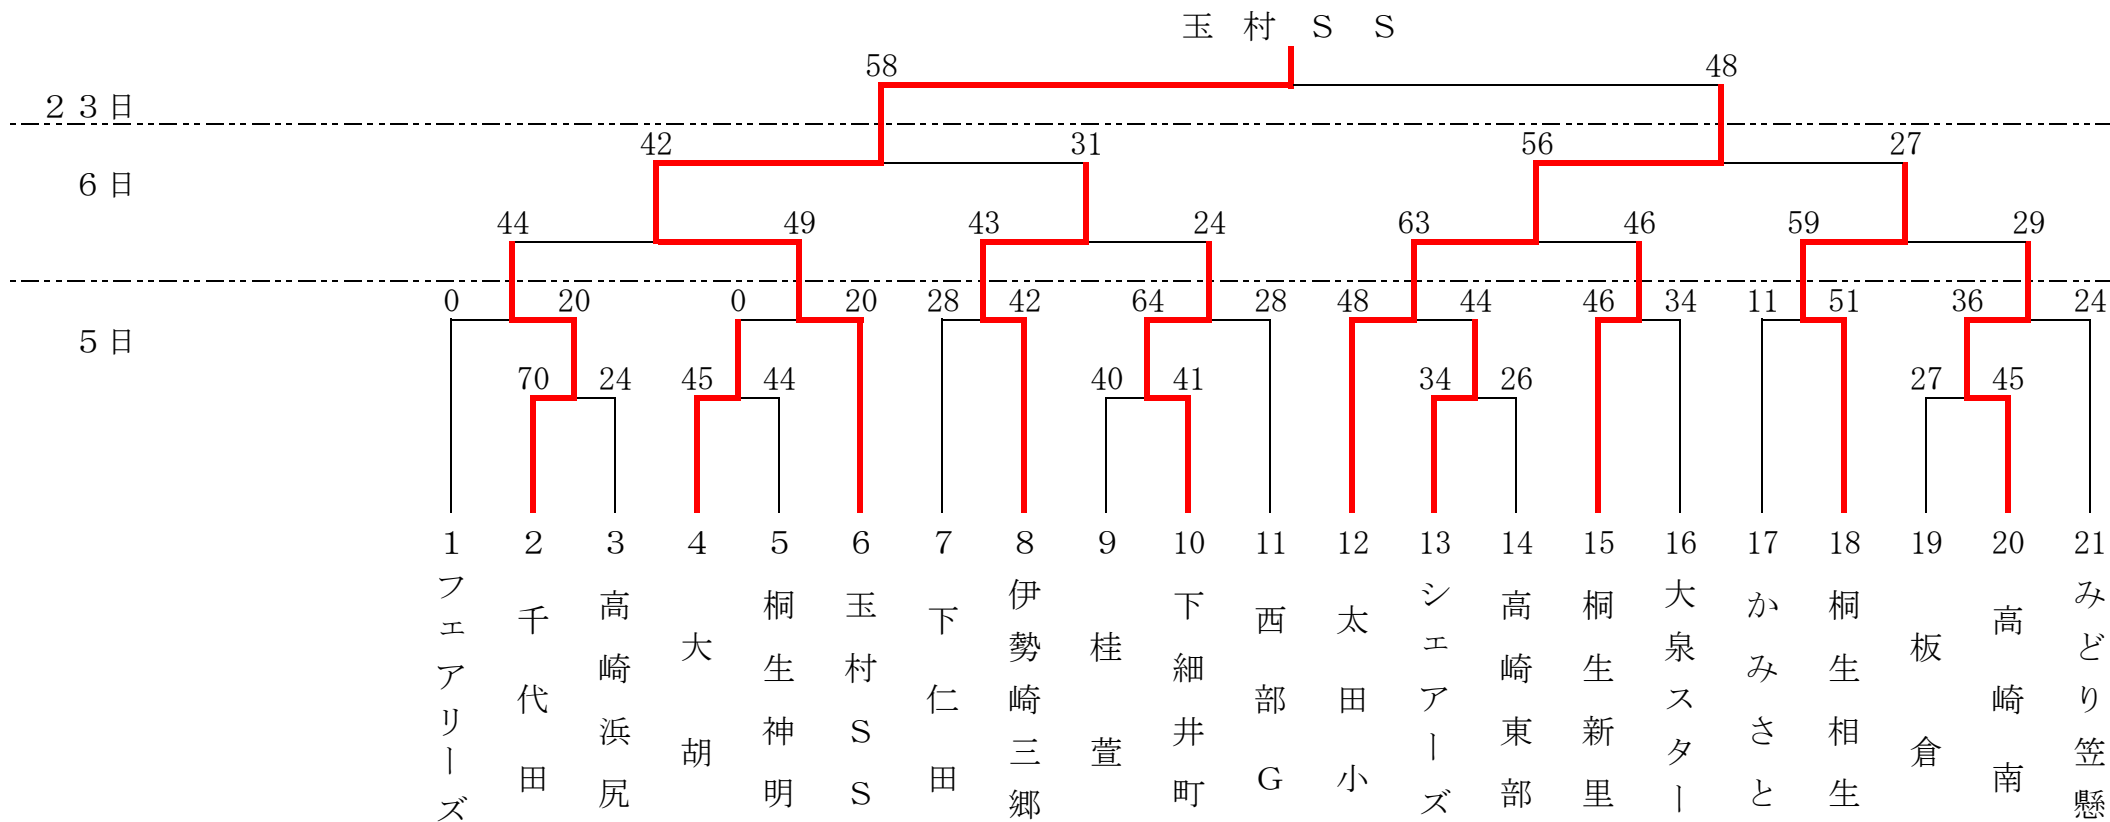 玉村ＳＳ
58 48
２３日
42 31 56 27
６日
44 49 43 24 63 46 59 29
0 20 0 20 28 42 64 28 48 44 46 34 11 51 36 24
５日
70 24 45 44 40 41 34 26 27 45
１ ２ ３ ４ ５ ６ ７ ８ ９ 10 11 12 13 14 15 16 17 18 19 20 21
フェアリーズ
千代田
高崎浜尻
大胡
桐生神明
玉村ＳＳ
下仁田
伊勢崎三郷
桂萱
下細井町
西部Ｇ
太田小
シェアーズ
高崎東部
桐生新里
大泉スター
かみさと
桐生相生
板倉
高崎南
みどり笠懸